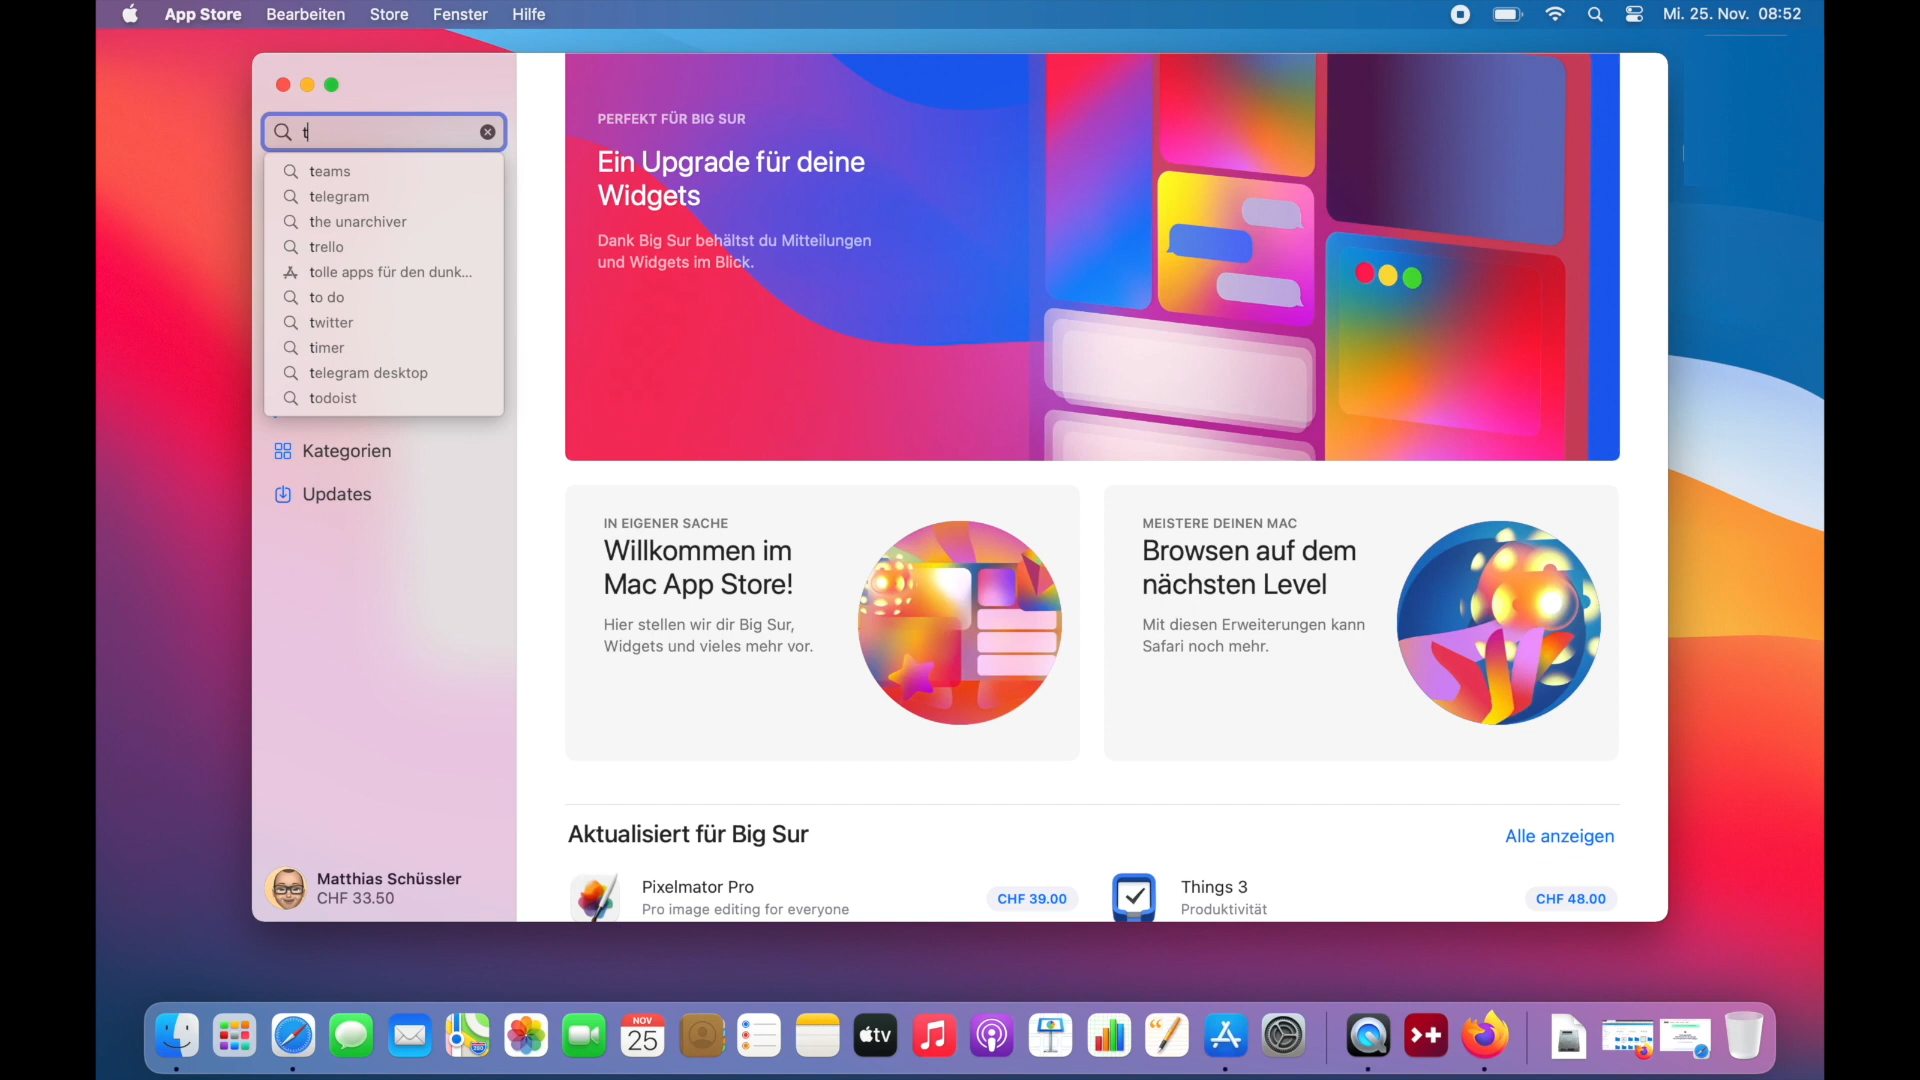 App Store Bearbeiten Store Fenster Hilfe
Mi. 25. Nov. 08:52
t
teams
telegram
the unarchiver
trello
tolle apps für den dunk...
to do
twitter
timer
telegram desktop
todoist
Kategorien
Updates
Matthias Schüssler
CHF 33.50
PERFEKT FÜR BIG SUR
Ein Upgrade für deine
Widgets
Dank Big Sur behältst du Mitteilungen
und Widgets im Blick.
IN EIGENER SACHE
Willkommen im
Mac App Store!
Hier stellen wir dir Big Sur,
Widgets und vieles mehr vor.
MEISTERE DEINEN MAC
Browsen auf dem
nächsten Level
Mit diesen Erweiterungen kann
Safari noch mehr.
Aktualisiert für Big Sur
Alle anzeigen
Pixelmator Pro
Pro image editing for everyone
CHF 39.00
Things 3
Produktivität
CHF 48.00
NOV
25
tv